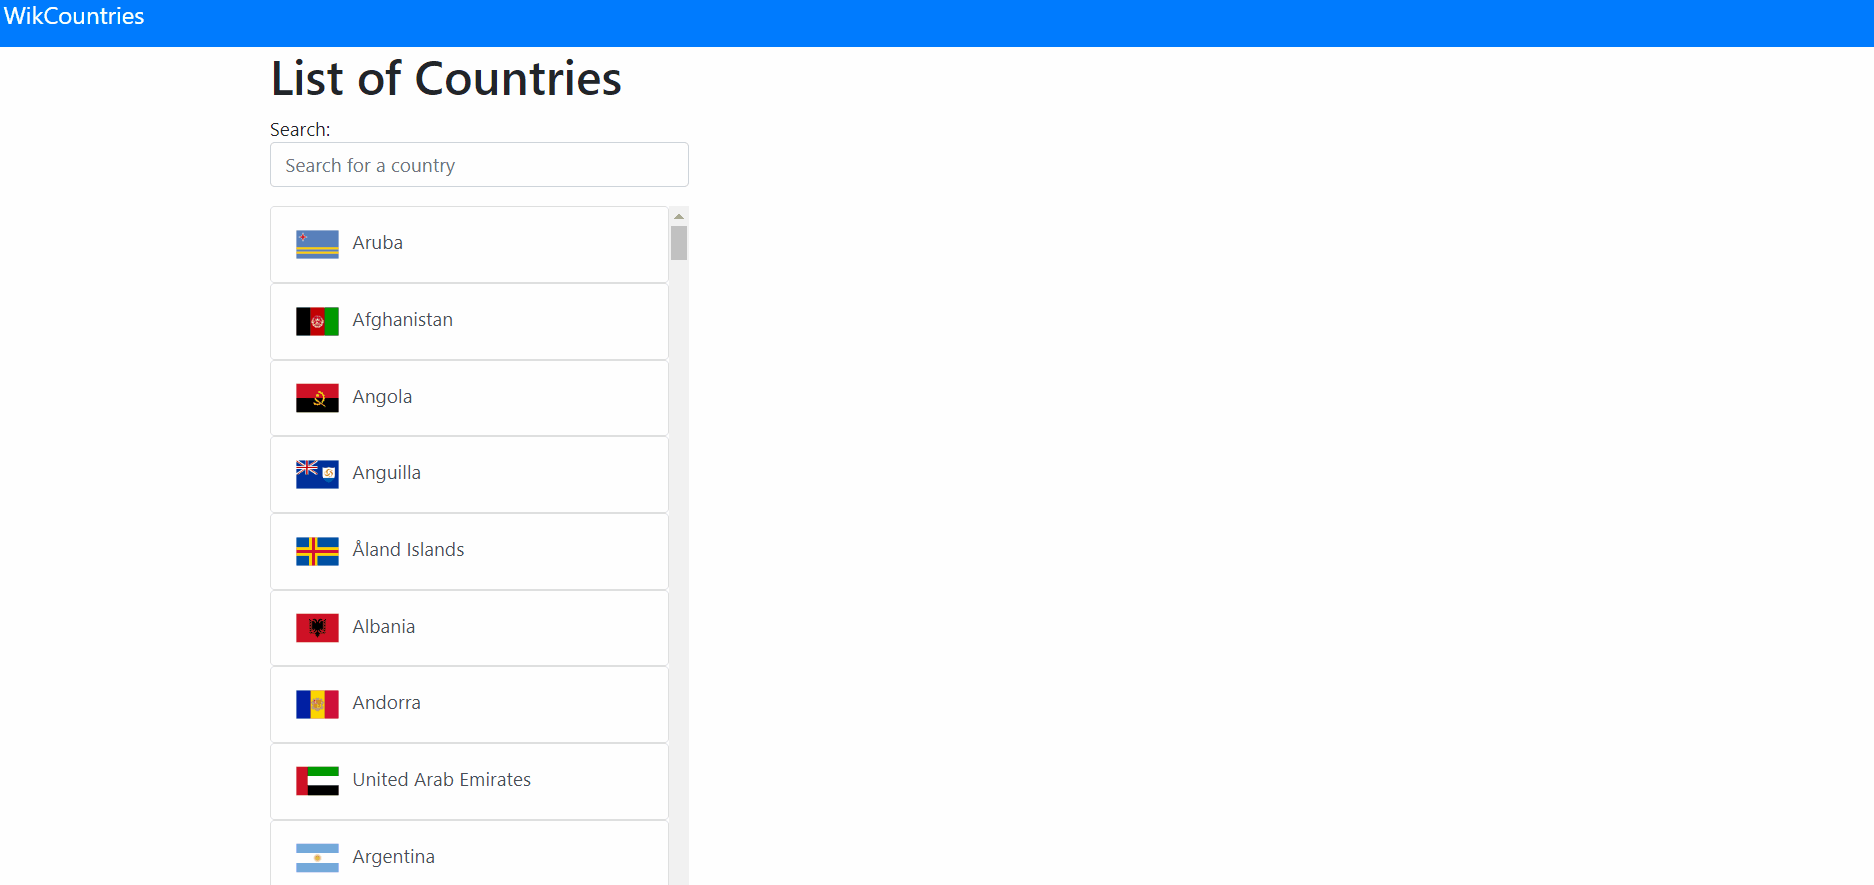 WikCountries
List of Countries
Search:
Search for a country
Aruba
Afghanistan
Angola
Anguilla
Åland Islands
Albania
Andorra
United Arab Emirates
Argentina